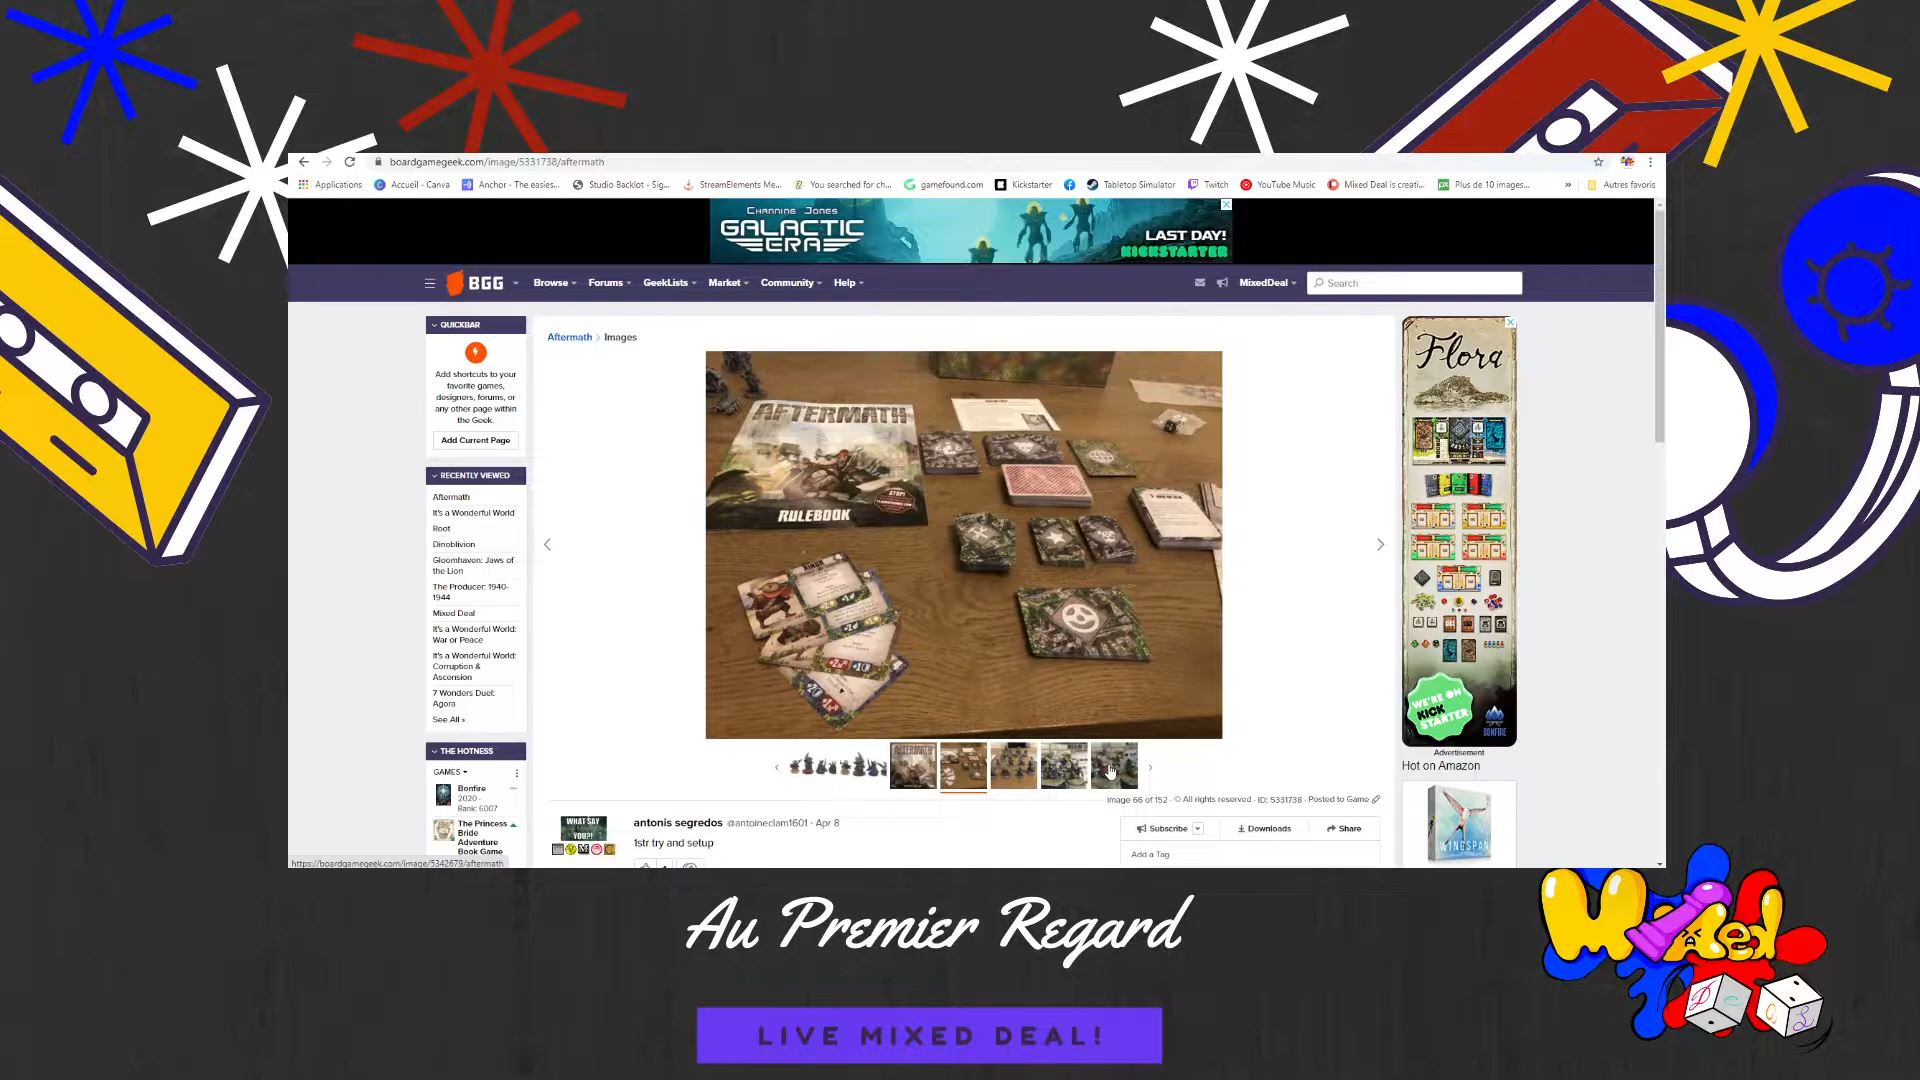 boardgamegeek.com/image/5331738/aftermath
Applications
Accueil - Canva
Anchor - The easies...
Studio Backlot - Sig...
StreamElements Me...
You searched for ch...
gamefound.com
Kickstarter
Tabletop Simulator
Twitch
YouTube Music
Mixed Deal is creati...
Plus de 10 images...
»
Autres favoris
CHANNING JONES
GALACTIC
ERA
LAST DAY!
KICKSTARTER
BGG
Browse
Forums
GeekLists
Market
Community
Help
MixedDeal
Search
QUICKBAR
Add shortcuts to your
favorite games,
designers, forums, or
any other page within
the Geek.
Add Current Page
RECENTLY VIEWED
Aftermath
It's a Wonderful World
Root
Dinoblivion
Gloomhaven: Jaws of
the Lion
The Producer: 1940-
1944
Mixed Deal
It's a Wonderful World:
War or Peace
It's a Wonderful World:
Corruption &
Ascension
7 Wonders Duel:
Agora
See All »
THE HOTNESS
GAMES
Bonfire
2020 -
Rank: 6007
The Princess
Bride
Adventure
Book Game
https://boardgamegeek.com/image/5342679/aftermath
Aftermath > Images
AFTERMATH
RULEBOOK
Image 66 of 152 · © All rights reserved · ID: 5331738 · Posted to Game
WHAT SAY
YOU?!
antonis segredos @antoineclam1601 · Apr 8
1str try and setup
Subscribe
Downloads
Share
Add a Tag
Flora
WE'RE ON
KICK
STARTER
BONFIRE
Advertisement
Hot on Amazon
WINGSPAN
Au Premier Regard
LIVE MIXED DEAL!
Mixed